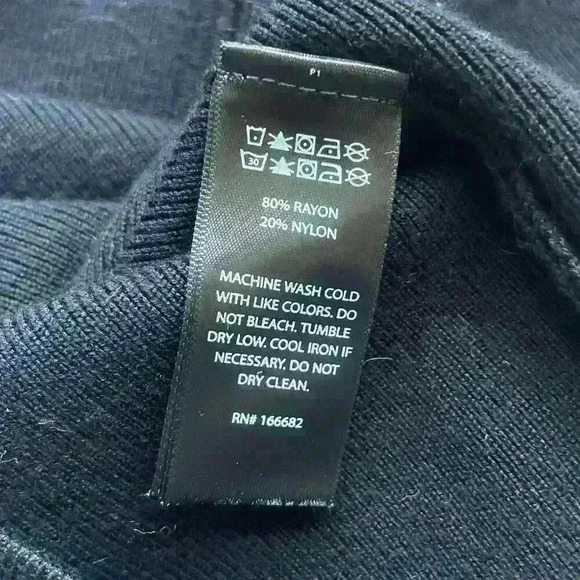 P1
30
80% RAYON
20% NYLON
MACHINE WASH COLD
WITH LIKE COLORS. DO
NOT BLEACH. TUMBLE
DRY LOW. COOL IRON IF
NECESSARY. DO NOT
DRY CLEAN.
RN# 166682